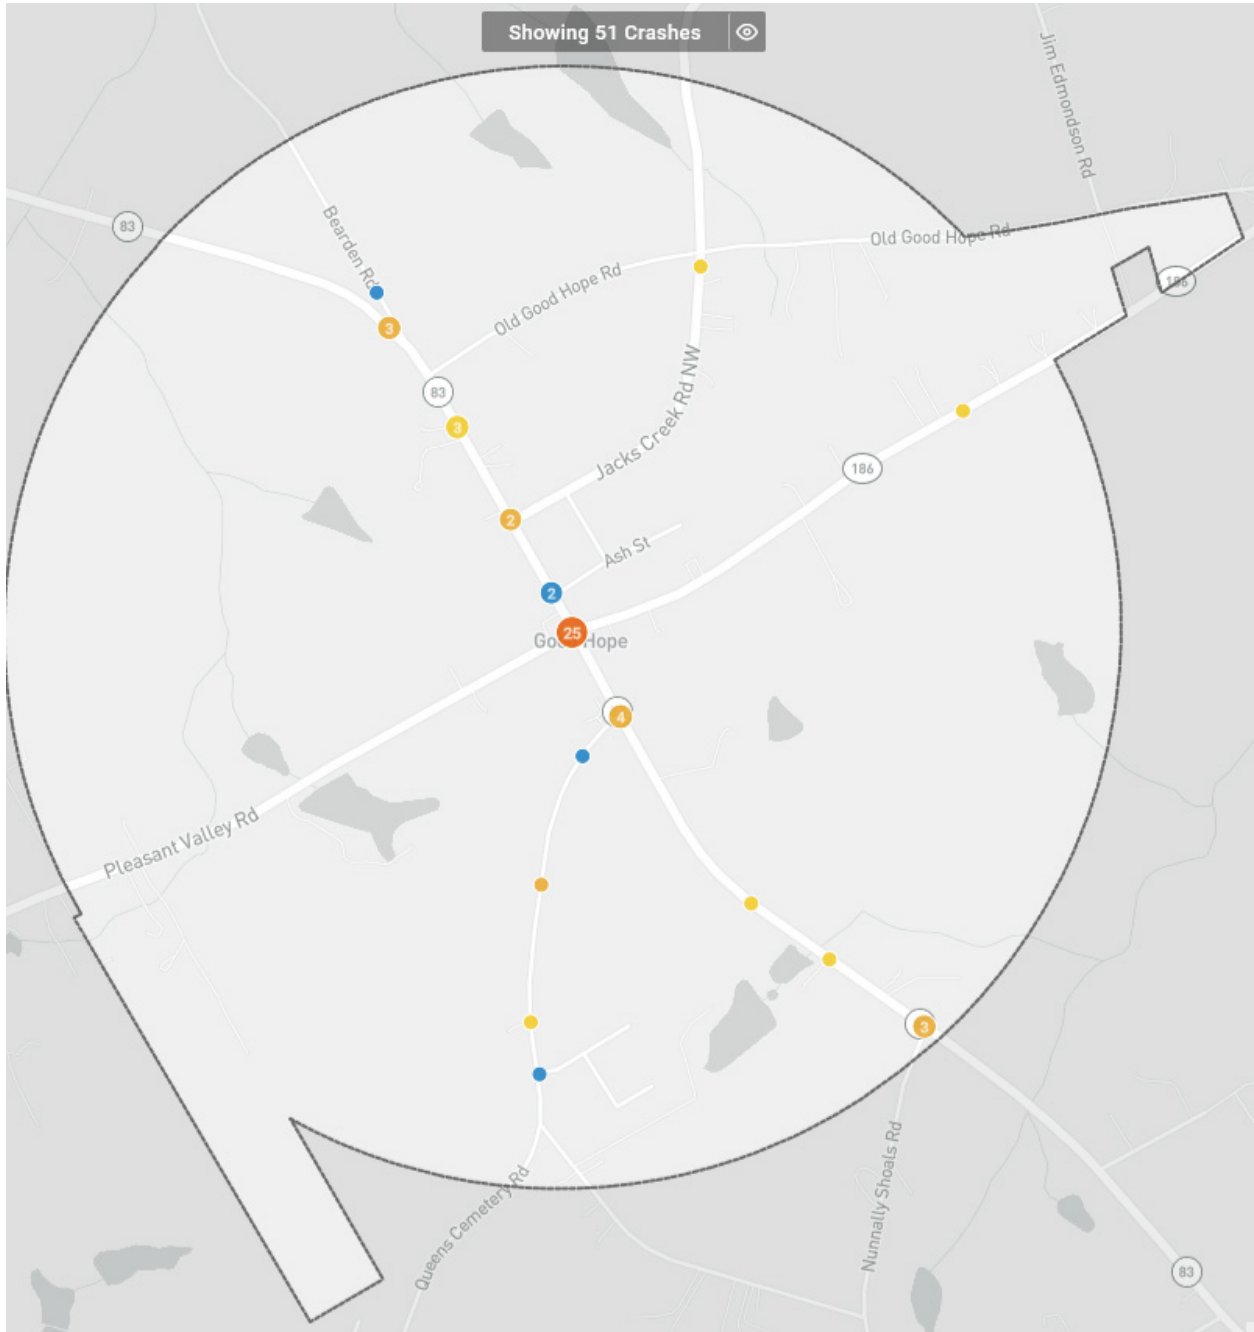 Showing 51 Crashes
Jim Edmondson Rd
83
Bearden Rd
Old Good Hope Rd
Old Good Hope Rd
186
3
83
3
Jacks Creek Rd NW
186
2
Ash St
2
25
Good Hope
4
Pleasant Valley Rd
3
Queens Cemetery Rd
Nunnally Shoals Rd
83